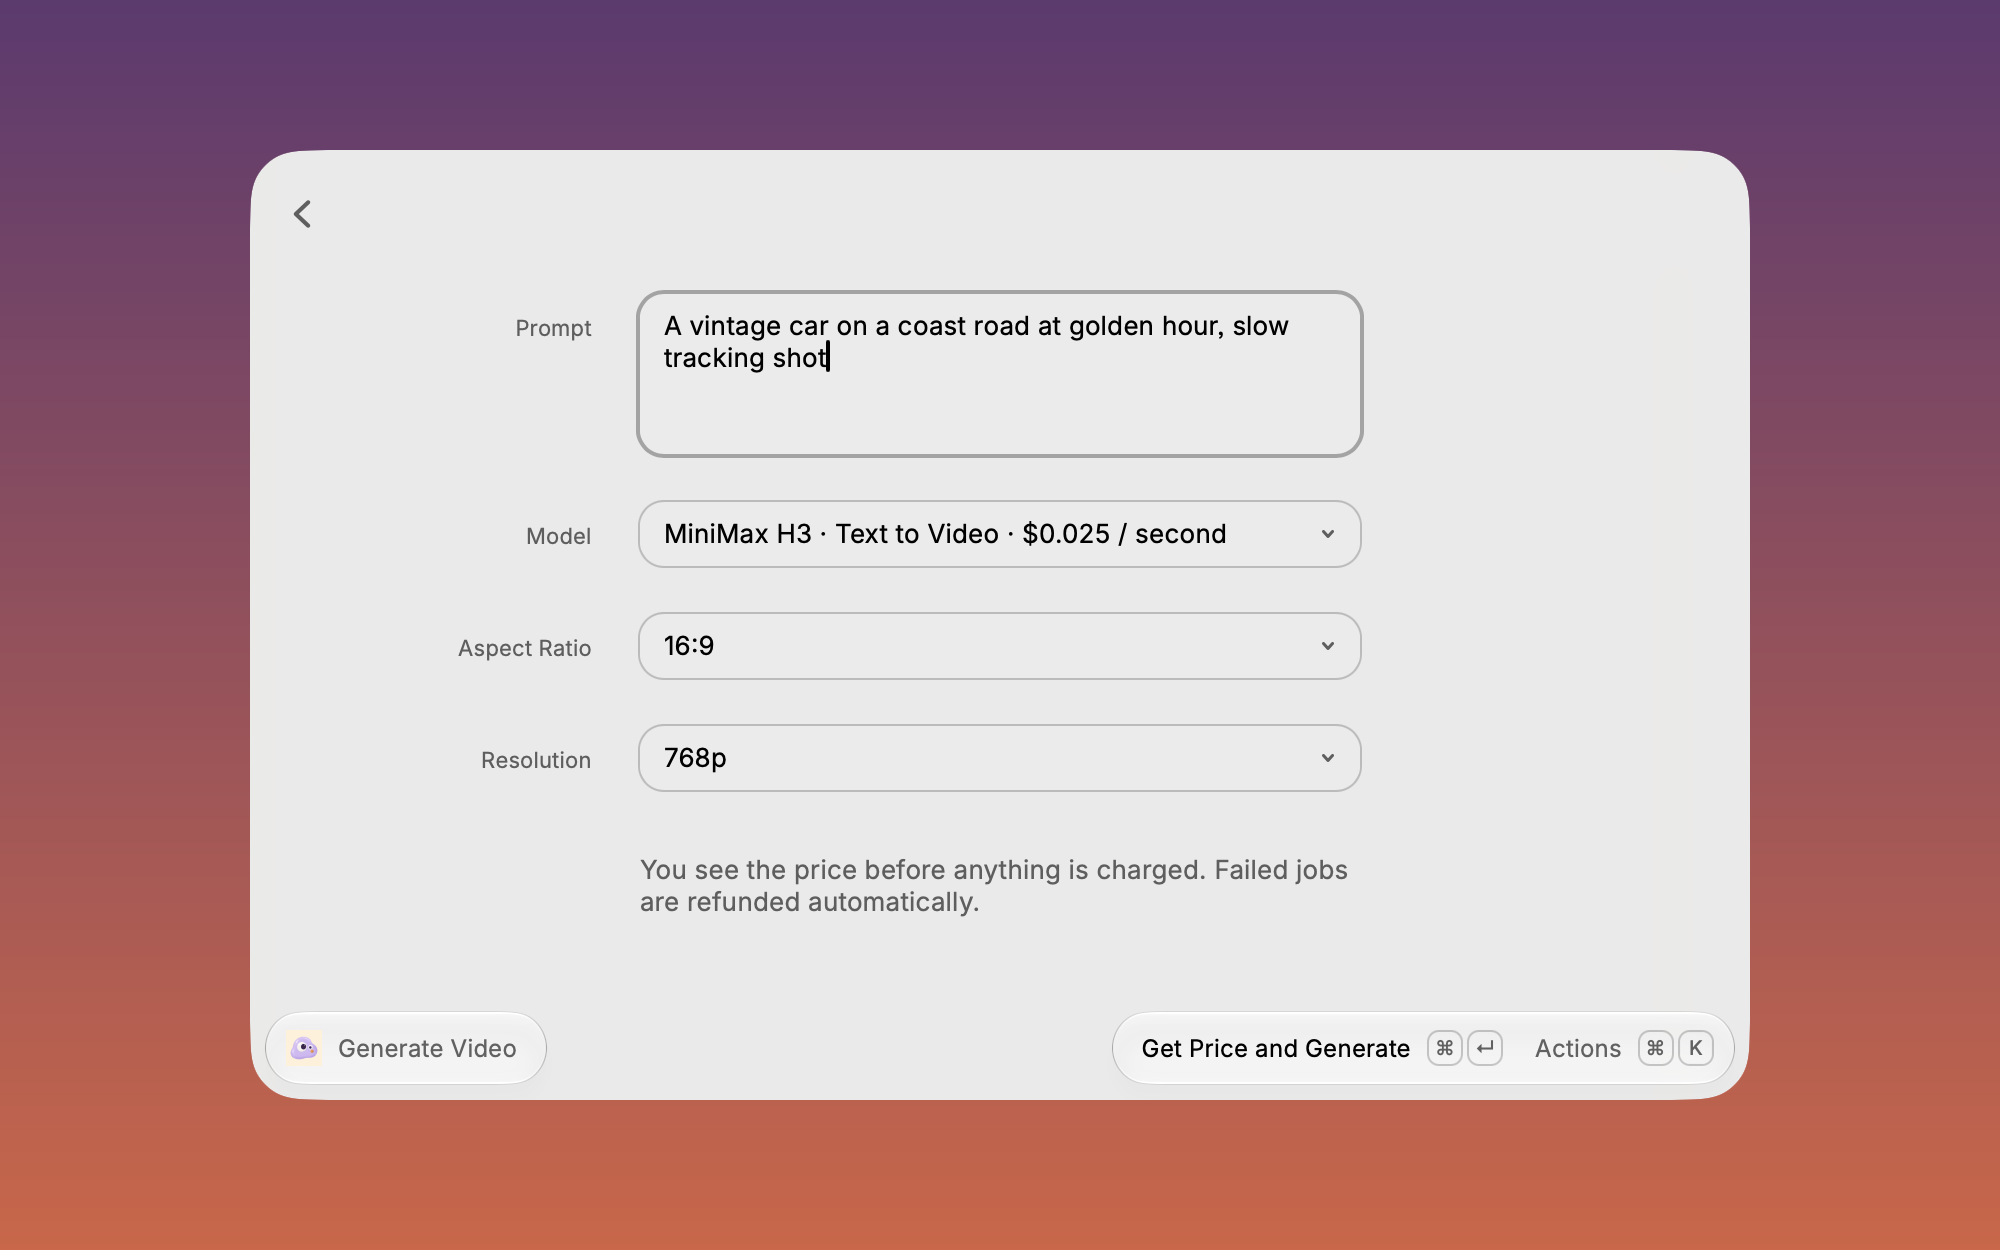 Prompt
A vintage car on a coast road at golden hour, slow
tracking shot
Model
MiniMax H3 · Text to Video · $0.025 / second
Aspect Ratio
16:9
Resolution
768p
You see the price before anything is charged. Failed jobs
are refunded automatically.
Generate Video
Get Price and Generate ⌘ ↵ Actions ⌘ K